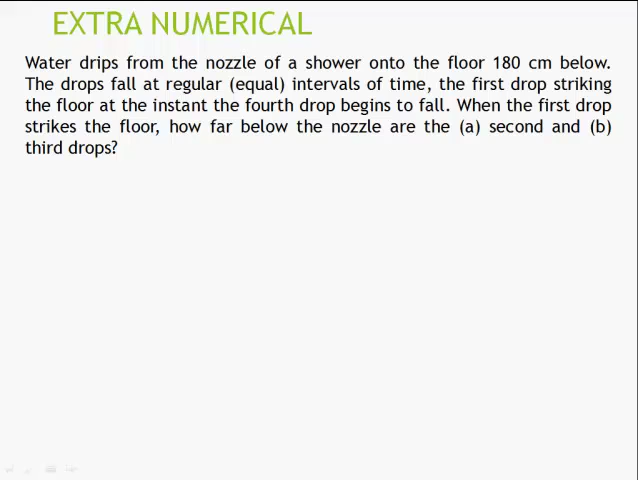 EXTRA NUMERICAL
Water drips from the nozzle of a shower onto the floor 180 cm below.
The drops fall at regular (equal) intervals of time, the first drop striking
the floor at the instant the fourth drop begins to fall. When the first drop
strikes the floor, how far below the nozzle are the (a) second and (b)
third drops?